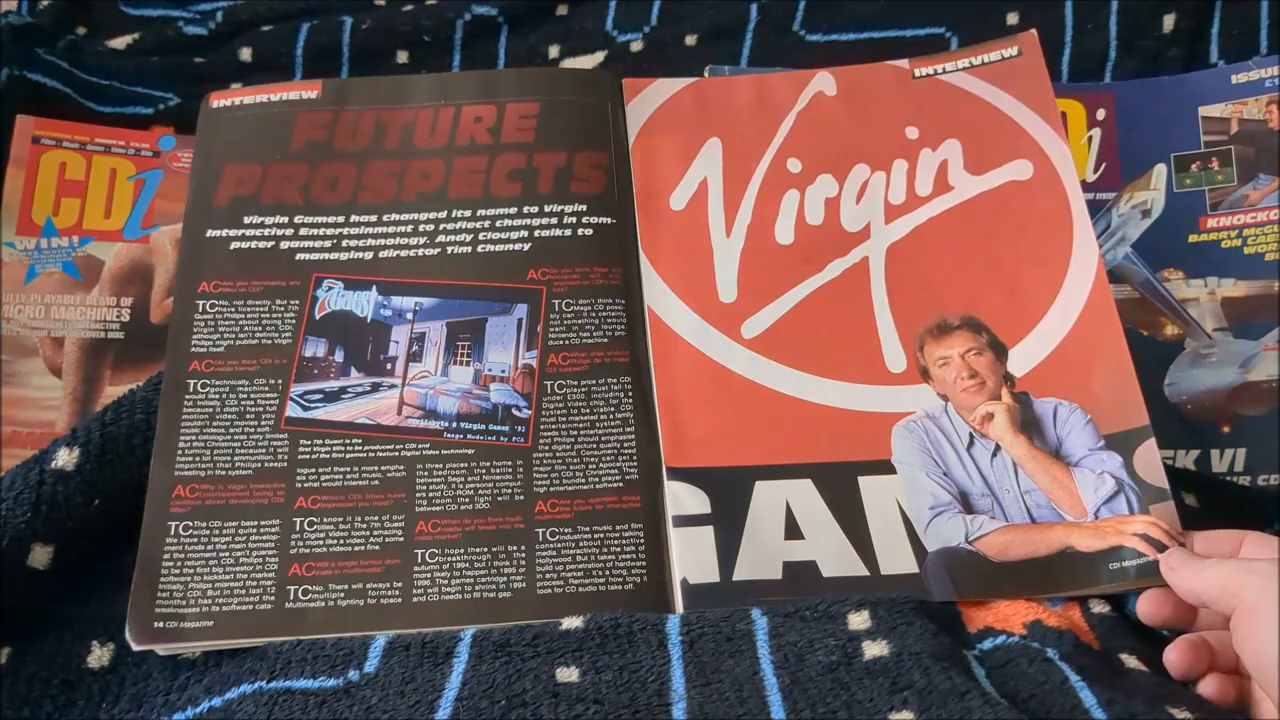 INTERVIEW
FUTURE
PROSPECTS
Virgin Games has changed its name to Virgin
Interactive Entertainment to reflect changes in com-
puter games' technology. Andy Clough talks to
managing director Tim Chaney
AC Are you developing any
titles on CDi?
TC No, not directly. But we
have licensed The 7th
Guest to Philips and we are talk-
ing to them about doing the
Virgin World Atlas on CDi,
although this isn't definite yet.
Philips might publish the Virgin
Atlas itself.
AC Do you think CDi is a
viable format?
TC Technically, CDi is a
good machine. I
would like it to be success-
ful. Initially, CDi was flawed
because it didn't have full
motion video, so you
couldn't show movies and
music videos, and the soft-
ware catalogue was very limited.
But this Christmas CDi will reach
a turning point because it will
have a lot more ammunition. It's
important that Philips keeps
investing in the system.
AC Why is Virgin Interactive
Entertainment being so
cautious about developing CDi
titles?
TC The CDi user base world-
wide is still quite small.
We have to target our develop-
ment funds at the main formats -
at the moment we can't guaran-
tee a return on CDi. Philips has
to be the first big investor in CDi
software to kickstart the market.
Initially, Philips misread the mar-
ket for CDi. But in the last 12
months it has recognised the
weaknesses in its software cata-
14 CDi Magazine
7th Guest
Trilobyte & Virgin Games '92
Image Modeled by PCA
The 7th Guest is the
first Virgin title to be produced on CDi and
one of the first games to feature Digital Video technology
logue and there is more empha-
sis on games and music, which
is what would interest us.
AC Which CDi titles have
impressed you most?
TC I know it is one of our
titles, but The 7th Guest
on Digital Video looks amazing.
It is more like a video. And some
of the rock videos are fine.
AC Will a single format dom-
inate in multimedia?
TC No. There will always be
multiple formats.
Multimedia is fighting for space
in three places in the home. In
the bedroom, the battle is
between Sega and Nintendo. In
the study, it is personal comput-
ers and CD-ROM. And in the liv-
ing room the fight will be
between CDi and 3DO.
AC When do you think multi-
media will break into the
mass market?
TC I hope there will be a
breakthrough in the
autumn of 1994, but I think it is
more likely to happen in 1995 or
1996. The games cartridge mar-
ket will begin to shrink in 1994
and CD needs to fill that gap.
AC Do you think Sega and
Nintendo will
TC I don't think the
Mega CD possi-
bly can - it is certainly
not something I would
want in my lounge.
Nintendo has still to pro-
duce a CD machine.
AC What else should
Philips do to make
CDi succeed?
TC The price of the CDi
player must fall to
under £300, including a
Digital Video chip, for the
system to be viable. CDi
must be marketed as a family
entertainment system. It
needs to be entertainment led
and Philips should emphasise
the digital picture quality and
stereo sound. Consumers need
to know that they can get a
major film such as Apocalypse
Now on CDi by Christmas. They
need to bundle the player with
high entertainment software.
AC Are you optimistic about
the future for interactive
multimedia?
TC Yes. The music and film
industries are now talking
constantly about interactive
media. Interactivity is the talk of
Hollywood. But it takes years to
build up penetration of hardware
in any market - it's a long, slow
process. Remember how long it
took for CD audio to take off.
INTERVIEW
Virgin
GAM
CDi Magazine
CDi
WIN!
FULLY PLAYABLE DEMO OF
MICRO MACHINES
Di
ISSUE
KNOCKO
BARRY McGU
ON CAE
WOR
BO
EK VI